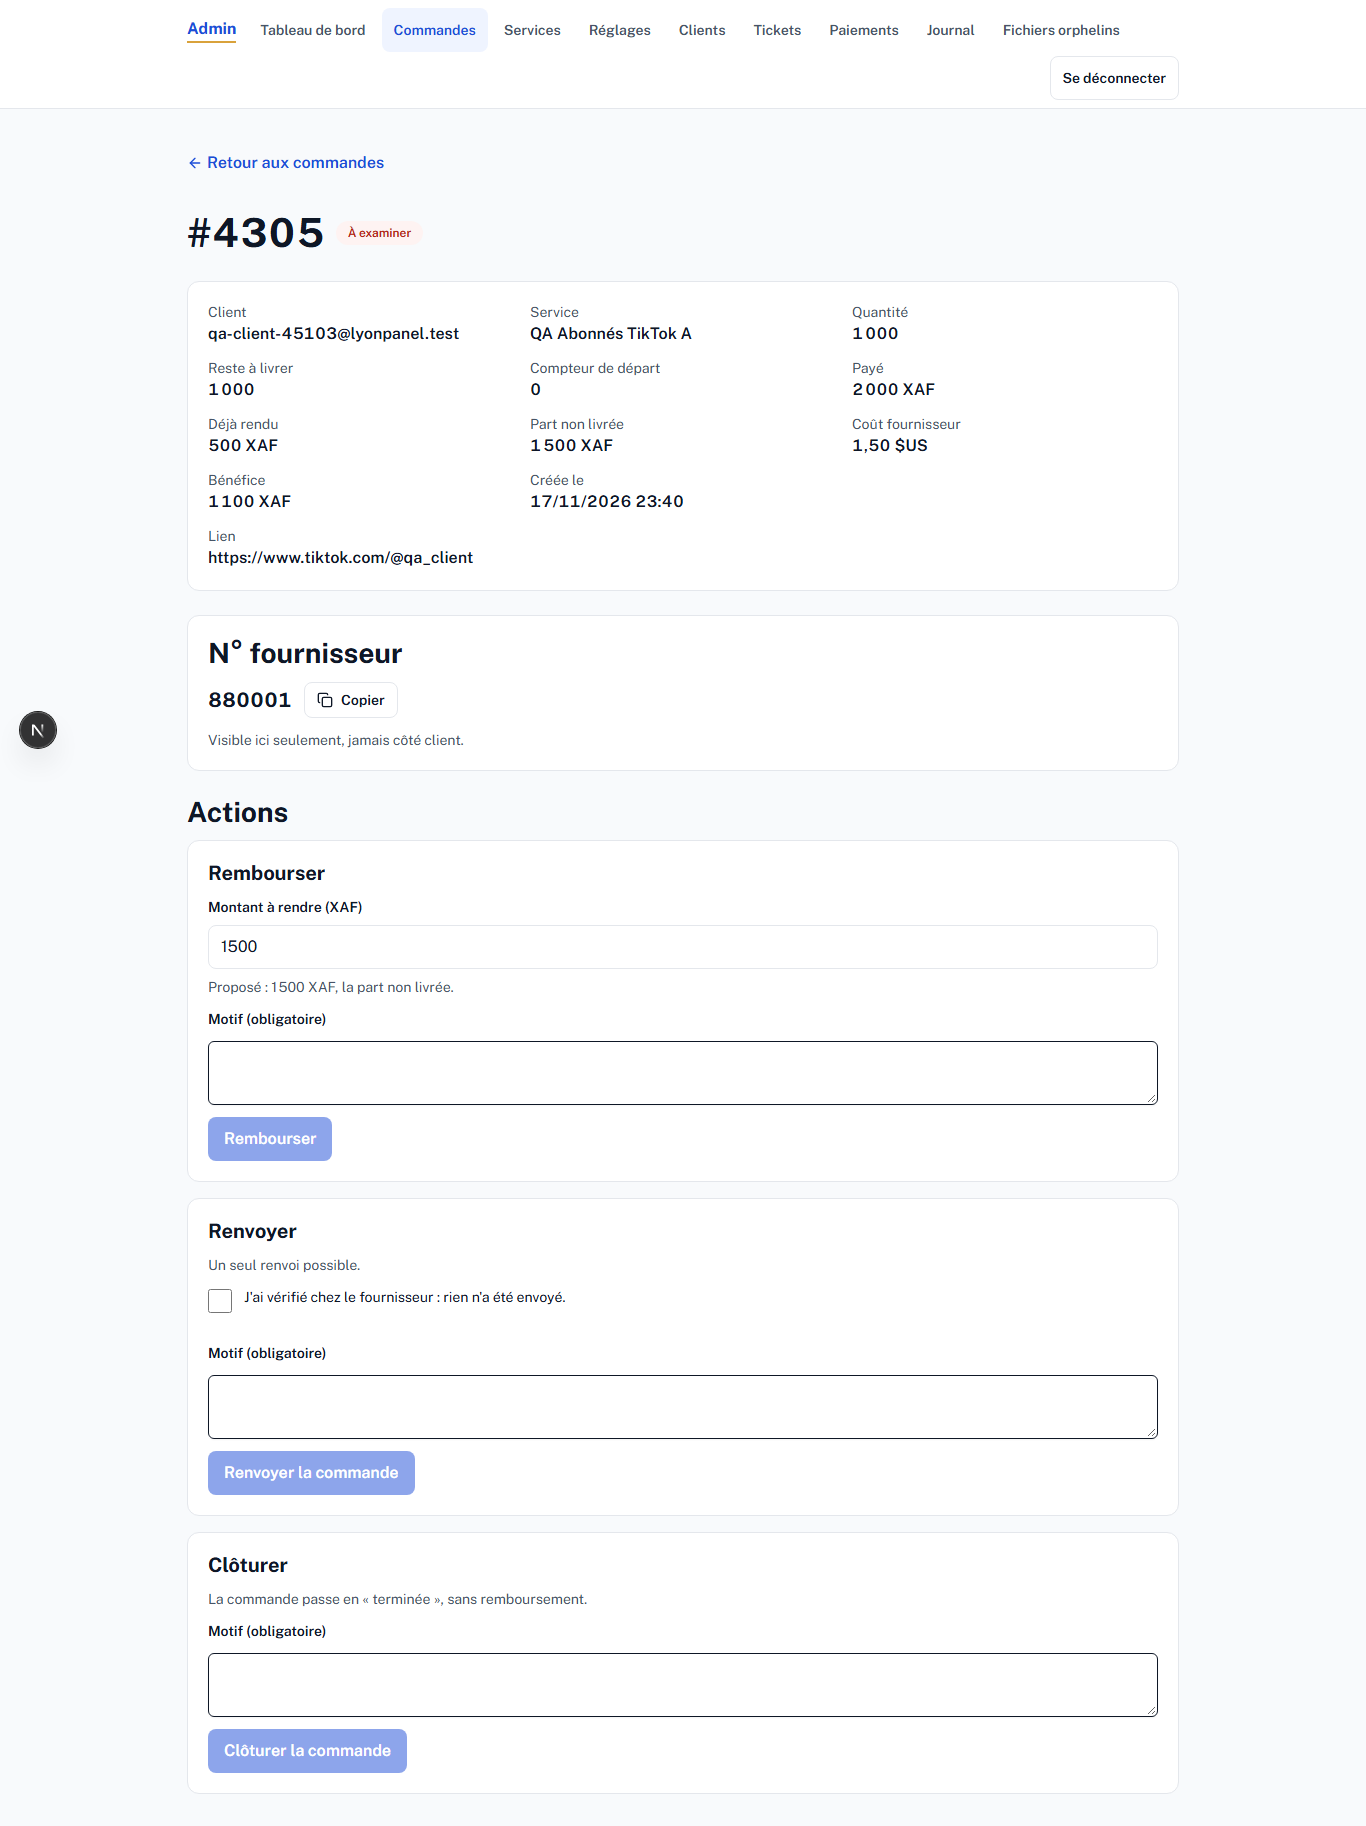 Admin Tableau de bord Commandes Services Réglages Clients Tickets Paiements Journal Fichiers orphelins
Se déconnecter
← Retour aux commandes
#4305 À examiner
Client Service Quantité
qa-client-45103@lyonpanel.test QA Abonnés TikTok A 1 000
Reste à livrer Compteur de départ Payé
1 000 0 2 000 XAF
Déjà rendu Part non livrée Coût fournisseur
500 XAF 1 500 XAF 1,50 $US
Bénéfice Créée le
1 100 XAF 17/11/2026 23:40
Lien
https://www.tiktok.com/@qa_client
N° fournisseur
880001 Copier
Visible ici seulement, jamais côté client.
N
Actions
Rembourser
Montant à rendre (XAF)
1500
Proposé : 1 500 XAF, la part non livrée.
Motif (obligatoire)
Rembourser
Renvoyer
Un seul renvoi possible.
J'ai vérifié chez le fournisseur : rien n'a été envoyé.
Motif (obligatoire)
Renvoyer la commande
Clôturer
La commande passe en « terminée », sans remboursement.
Motif (obligatoire)
Clôturer la commande